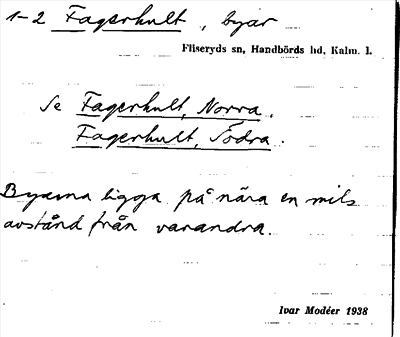 1-2 Fagerhult, byar
Fliseryds sn, Handbörds hd, Kalm. l.
Se Fagerhult, Norra.
Fagerhult, Södra.
Byarna ligga på nära en mils
avstånd från varandra.
Ivar Modéer 1938